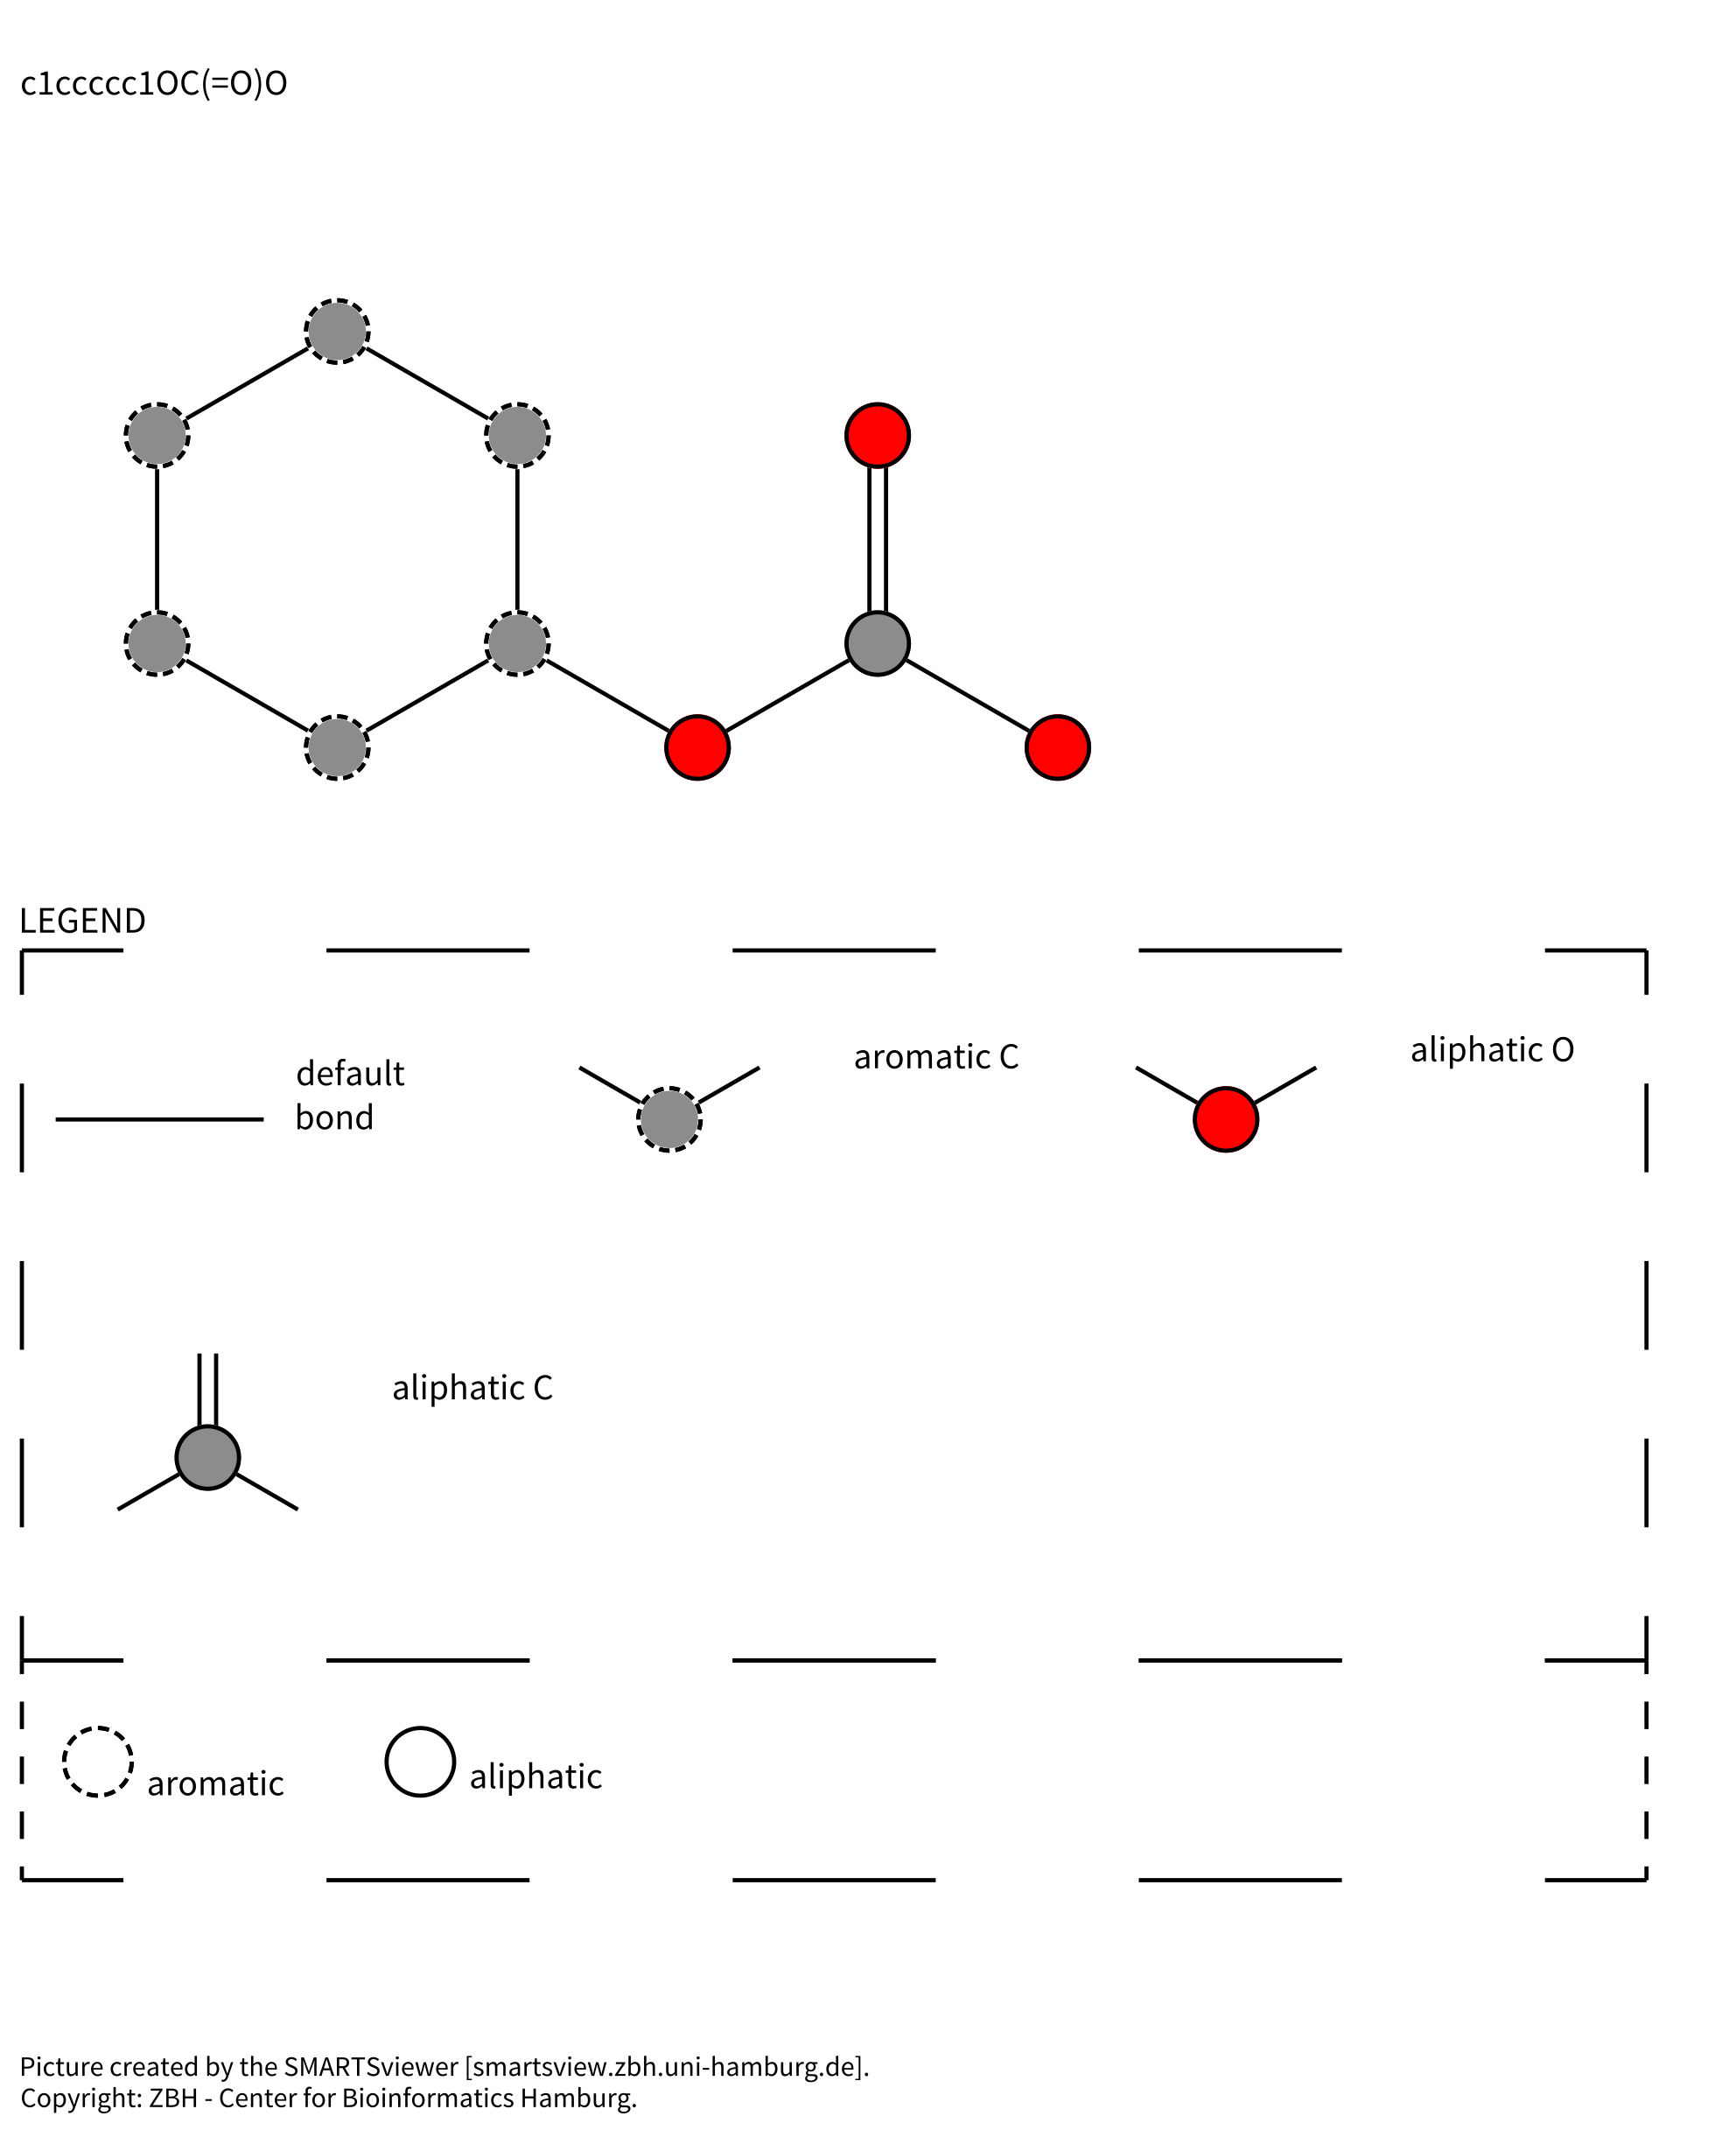 c1ccccc1OC(=O)O
LEGEND
default
bond
aromatic C
aliphatic O
aliphatic C
aromatic
aliphatic
Picture created by the SMARTSviewer [smartsview.zbh.uni-hamburg.de].
Copyright: ZBH - Center for Bioinformatics Hamburg.